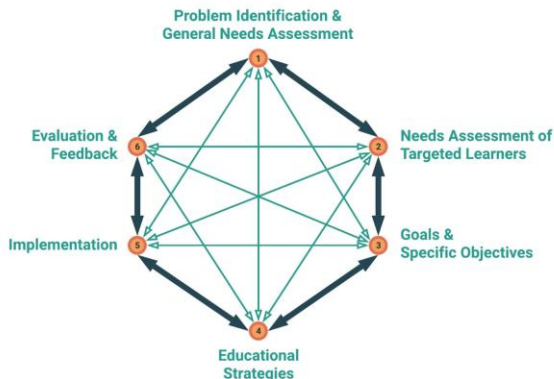 Problem Identification &
General Needs Assessment
1
6
2
Evaluation &
Feedback
Needs Assessment of
Targeted Learners
Implementation
5
3
Goals &
Specific Objectives
4
Educational
Strategies